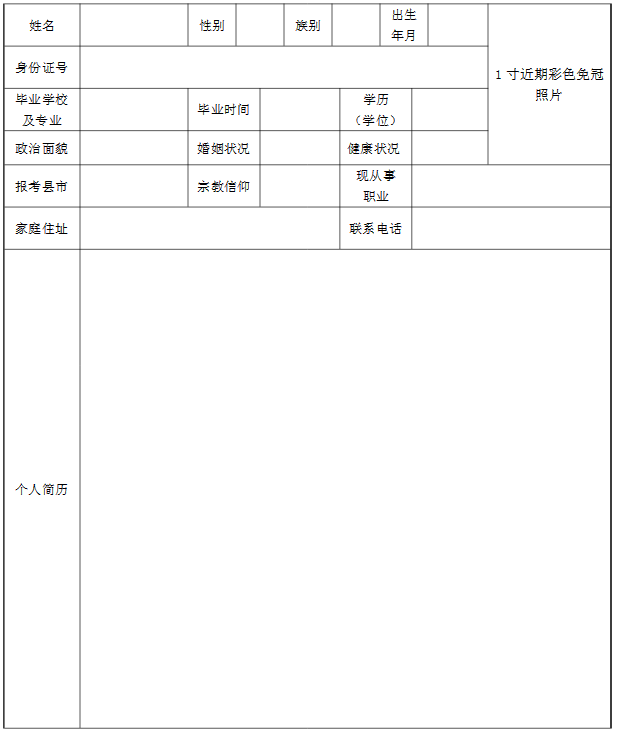 姓名
性别
族别
出生
年月
1寸近期彩色免冠
照片
身份证号
毕业学校
及专业
毕业时间
学历
（学位）
政治面貌
婚姻状况
健康状况
报考县市
宗教信仰
现从事
职业
家庭住址
联系电话
个人简历